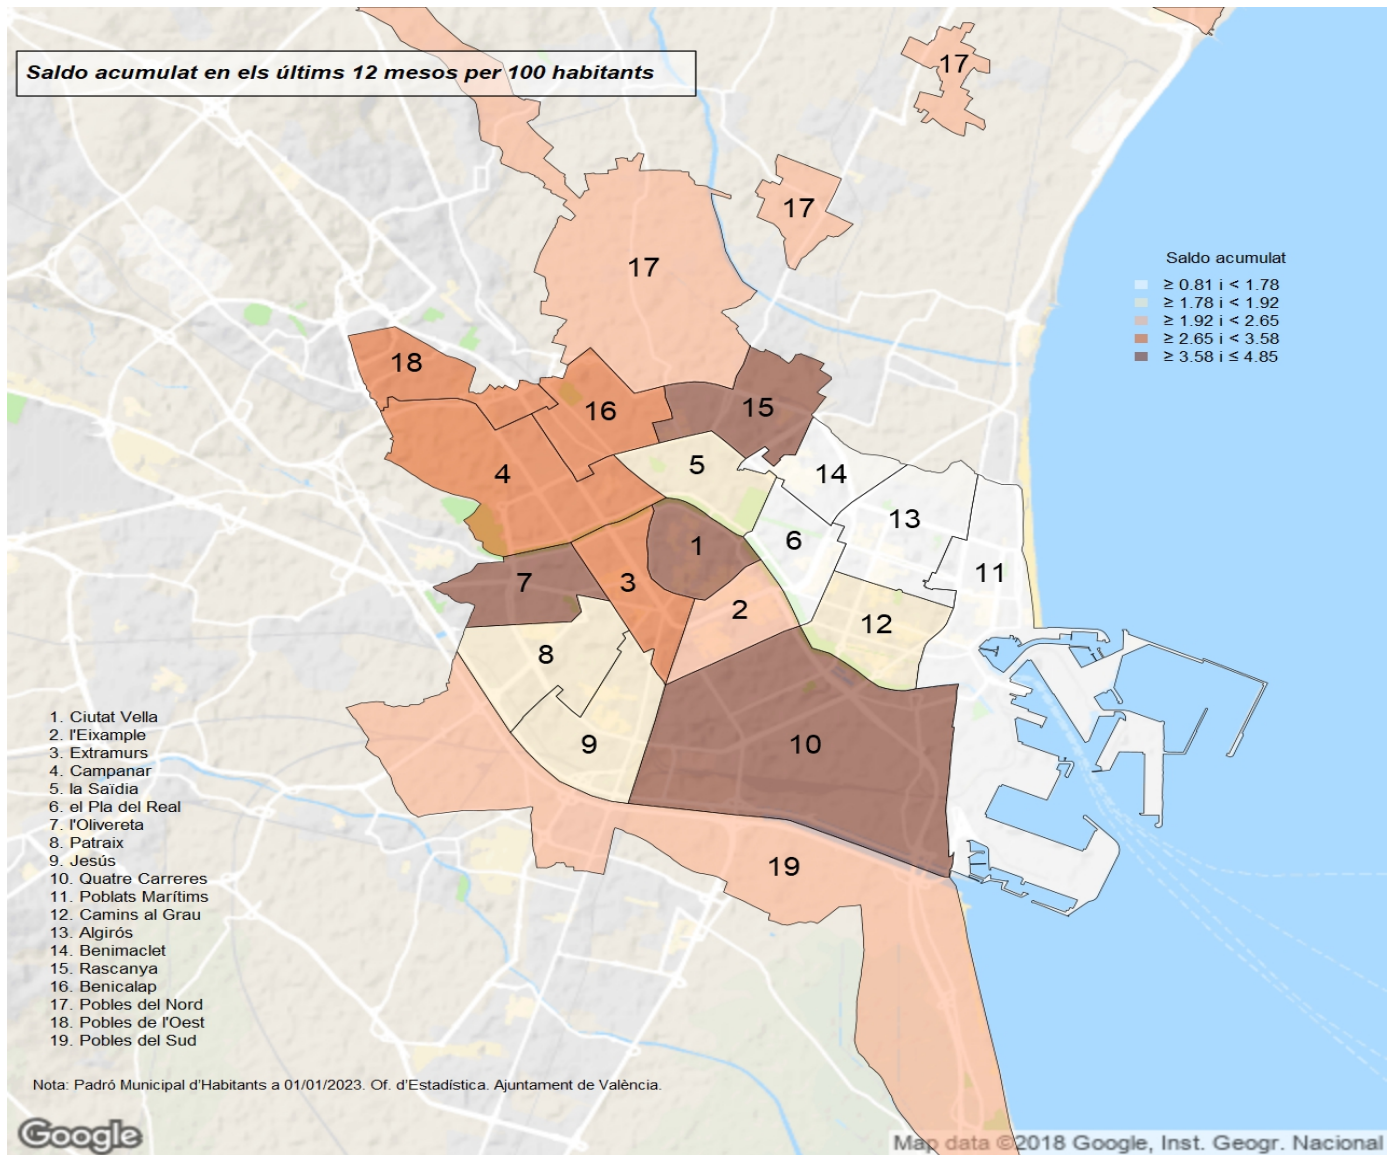 Saldo acumulat en els últims 12 mesos per 100 habitants
17
17
17
Saldo acumulat
≥ 0.81 i < 1.78
≥ 1.78 i < 1.92
≥ 1.92 i < 2.65
≥ 2.65 i < 3.58
≥ 3.58 i ≤ 4.85
18
16
15
4
5
14
13
1
6
11
7
3
2
12
8
9
10
19
1. Ciutat Vella
2. l'Eixample
3. Extramurs
4. Campanar
5. la Saïdia
6. el Pla del Real
7. l'Olivereta
8. Patraix
9. Jesús
10. Quatre Carreres
11. Poblats Marítims
12. Camins al Grau
13. Algirós
14. Benimaclet
15. Rascanya
16. Benicalap
17. Pobles del Nord
18. Pobles de l'Oest
19. Pobles del Sud
Nota: Padró Municipal d'Habitants a 01/01/2023. Of. d'Estadística. Ajuntament de València.
Google
Map data ©2018 Google, Inst. Geogr. Nacional